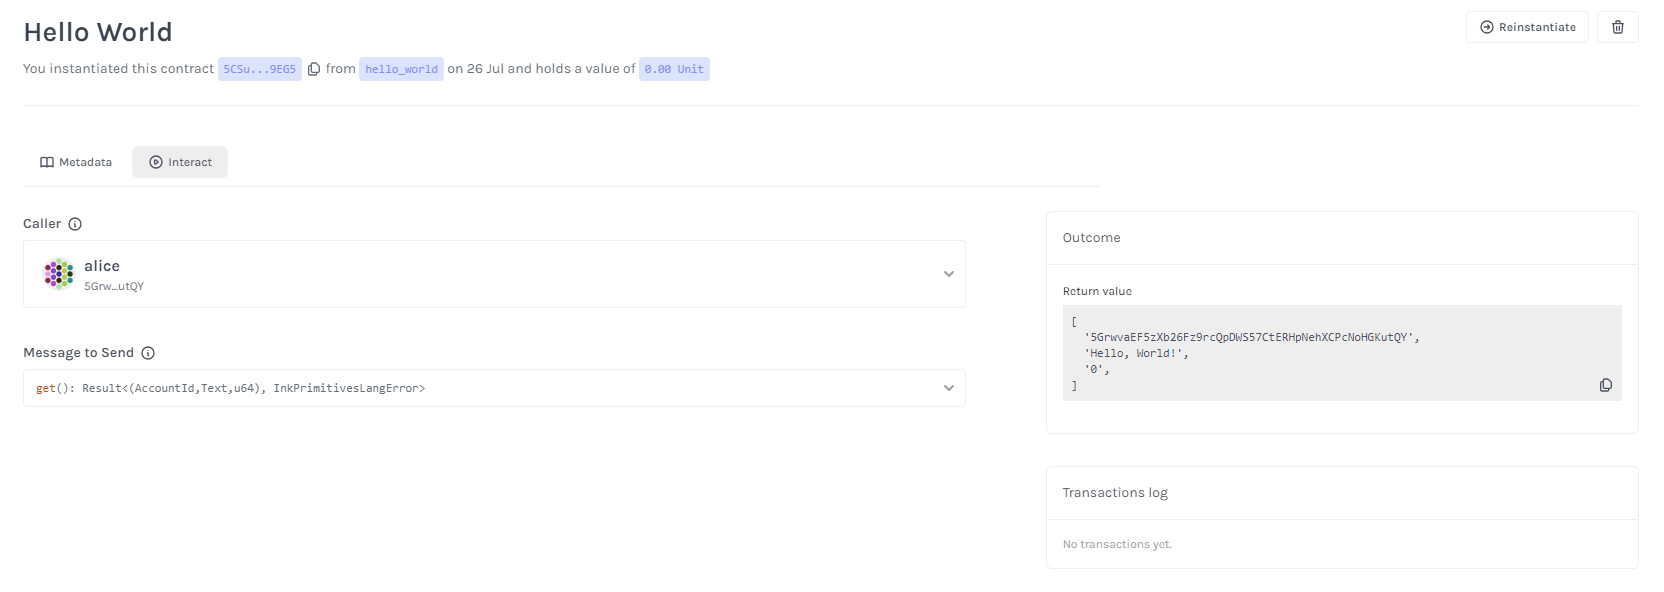 Hello World
Reinstantiate
You instantiated this contract 5CSu...9EG5 from hello_world on 26 Jul and holds a value of 0.00 Unit
Metadata
Interact
Caller
alice
5Grw...utQY
Message to Send
get(): Result<(AccountId,Text,u64), InkPrimitivesLangError>
Outcome
Return value
[
'5GrwvaEF5zXb26Fz9rcQpDWS57CtERHpNehXCPcNoHGKutQY',
'Hello, World!',
'0',
]
Transactions log
No transactions yet.